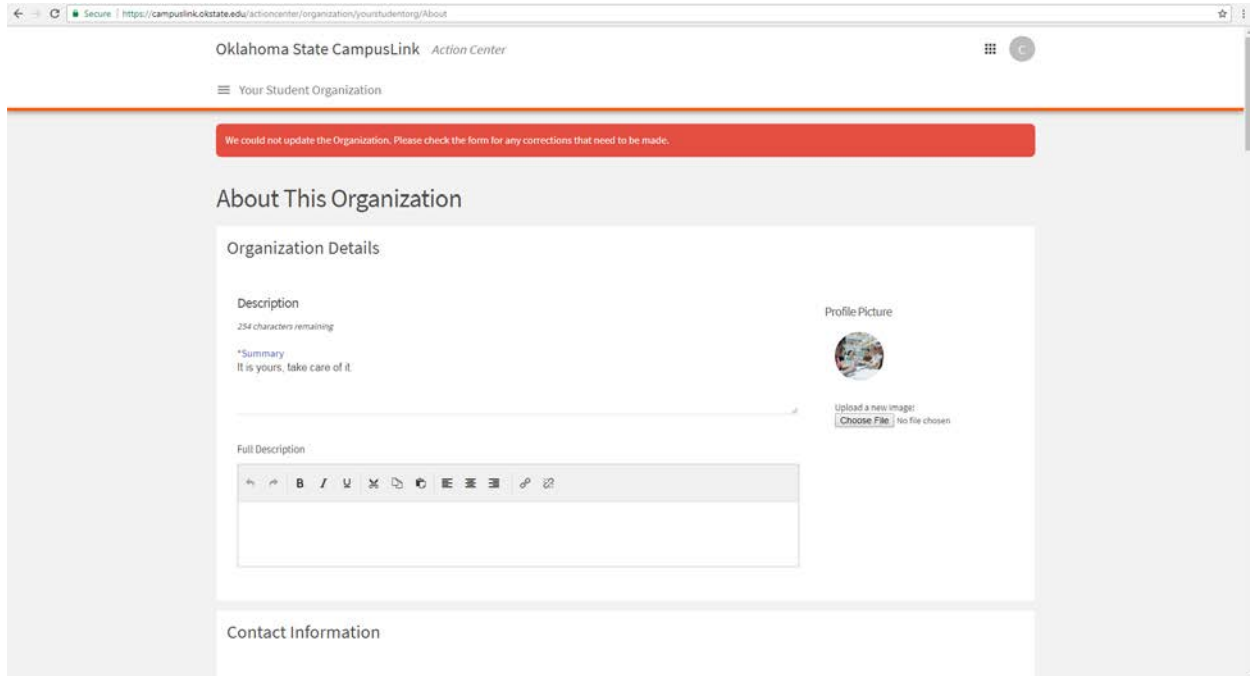 Secure | https://campuslink.okstate.edu/actioncenter/organization/yourstudentorg/About
Oklahoma State CampusLink Action Center
C
Your Student Organization
We could not update the Organization. Please check the form for any corrections that need to be made.
About This Organization
Organization Details
Description
254 characters remaining
*Summary
It is yours, take care of it.
Profile Picture
Upload a new image:
Choose File No file chosen
Full Description
B I U
Contact Information